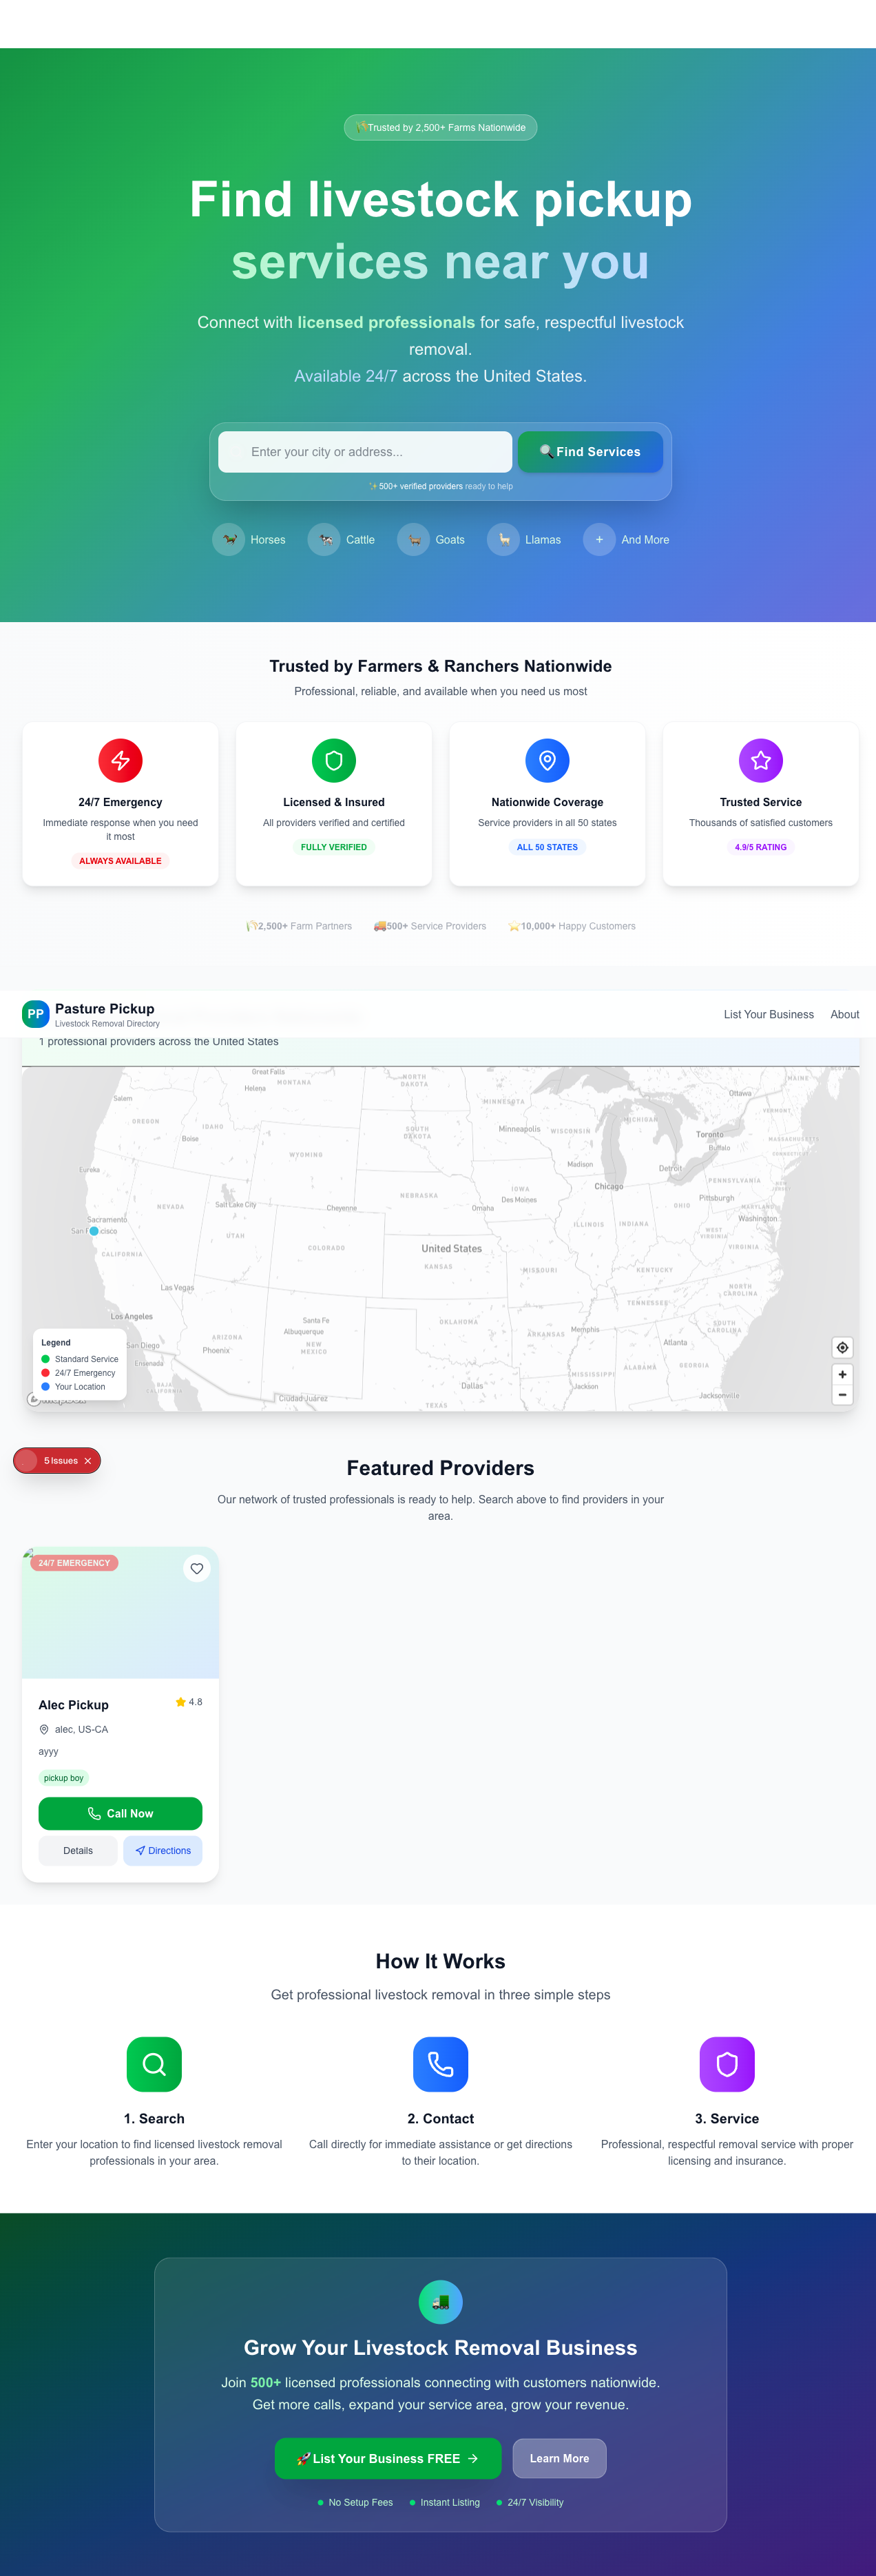 Trusted by 2,500+ Farms Nationwide
Find livestock pickup
services near you
Connect with licensed professionals for safe, respectful livestock
removal.
Available 24/7 across the United States.
Enter your city or address...
Find Services
500+ verified providers ready to help
Horses
Cattle
Goats
Llamas
+
And More
Trusted by Farmers & Ranchers Nationwide
Professional, reliable, and available when you need us most
24/7 Emergency
Immediate response when you need
it most
ALWAYS AVAILABLE
Licensed & Insured
All providers verified and certified
FULLY VERIFIED
Nationwide Coverage
Service providers in all 50 states
ALL 50 STATES
Trusted Service
Thousands of satisfied customers
4.9/5 RATING
2,500+ Farm Partners
500+ Service Providers
10,000+ Happy Customers
PP
Pasture Pickup
Livestock Removal Directory
List Your Business
About
1 professional providers across the United States
Great Falls
Helena
MONTANA
NORTH
DAKOTA
MINNESOTA
Ottawa
MAINE
Salem
OREGON
Boise
IDAHO
WYOMING
SOUTH
DAKOTA
Minneapolis
WISCONSIN
MICHIGAN
Toronto
VERMONT
Buffalo
MASSACHUSETTS
CONNECTICUT
Eureka
Madison
Detroit
Chicago
PENNSYLVANIA
NEW
JERSEY
NEVADA
Salt Lake City
Cheyenne
NEBRASKA
IOWA
Des Moines
Omaha
OHIO
Pittsburgh
MARYLAND
Washington
Sacramento
San F cisco
CALIFORNIA
UTAH
COLORADO
United States
KANSAS
ILLINOIS
INDIANA
WEST
VIRGINIA
VIRGINIA
MISSOURI
KENTUCKY
Las Vegas
NORTH
CAROLINA
TENNESSEE
Los Angeles
Santa Fe
Albuquerque
NEW
MEXICO
ARIZONA
Phoenix
OKLAHOMA
ARKANSAS
Memphis
SOUTH
CAROLINA
Atlanta
San Diego
Ensenada
BAJA
CALIFORNIA
Ciudad Juárez
Dallas
TEXAS
MISSISSIPPI
Jackson
ALABAMA
GEORGIA
Jacksonville
Legend
Standard Service
24/7 Emergency
Your Location
mapbox
5 Issues
Featured Providers
Our network of trusted professionals is ready to help. Search above to find providers in your
area.
24/7 EMERGENCY
Alec Pickup
4.8
alec, US-CA
ayyy
pickup boy
Call Now
Details
Directions
How It Works
Get professional livestock removal in three simple steps
1. Search
Enter your location to find licensed livestock removal
professionals in your area.
2. Contact
Call directly for immediate assistance or get directions
to their location.
3. Service
Professional, respectful removal service with proper
licensing and insurance.
Grow Your Livestock Removal Business
Join 500+ licensed professionals connecting with customers nationwide.
Get more calls, expand your service area, grow your revenue.
List Your Business FREE
Learn More
No Setup Fees
Instant Listing
24/7 Visibility